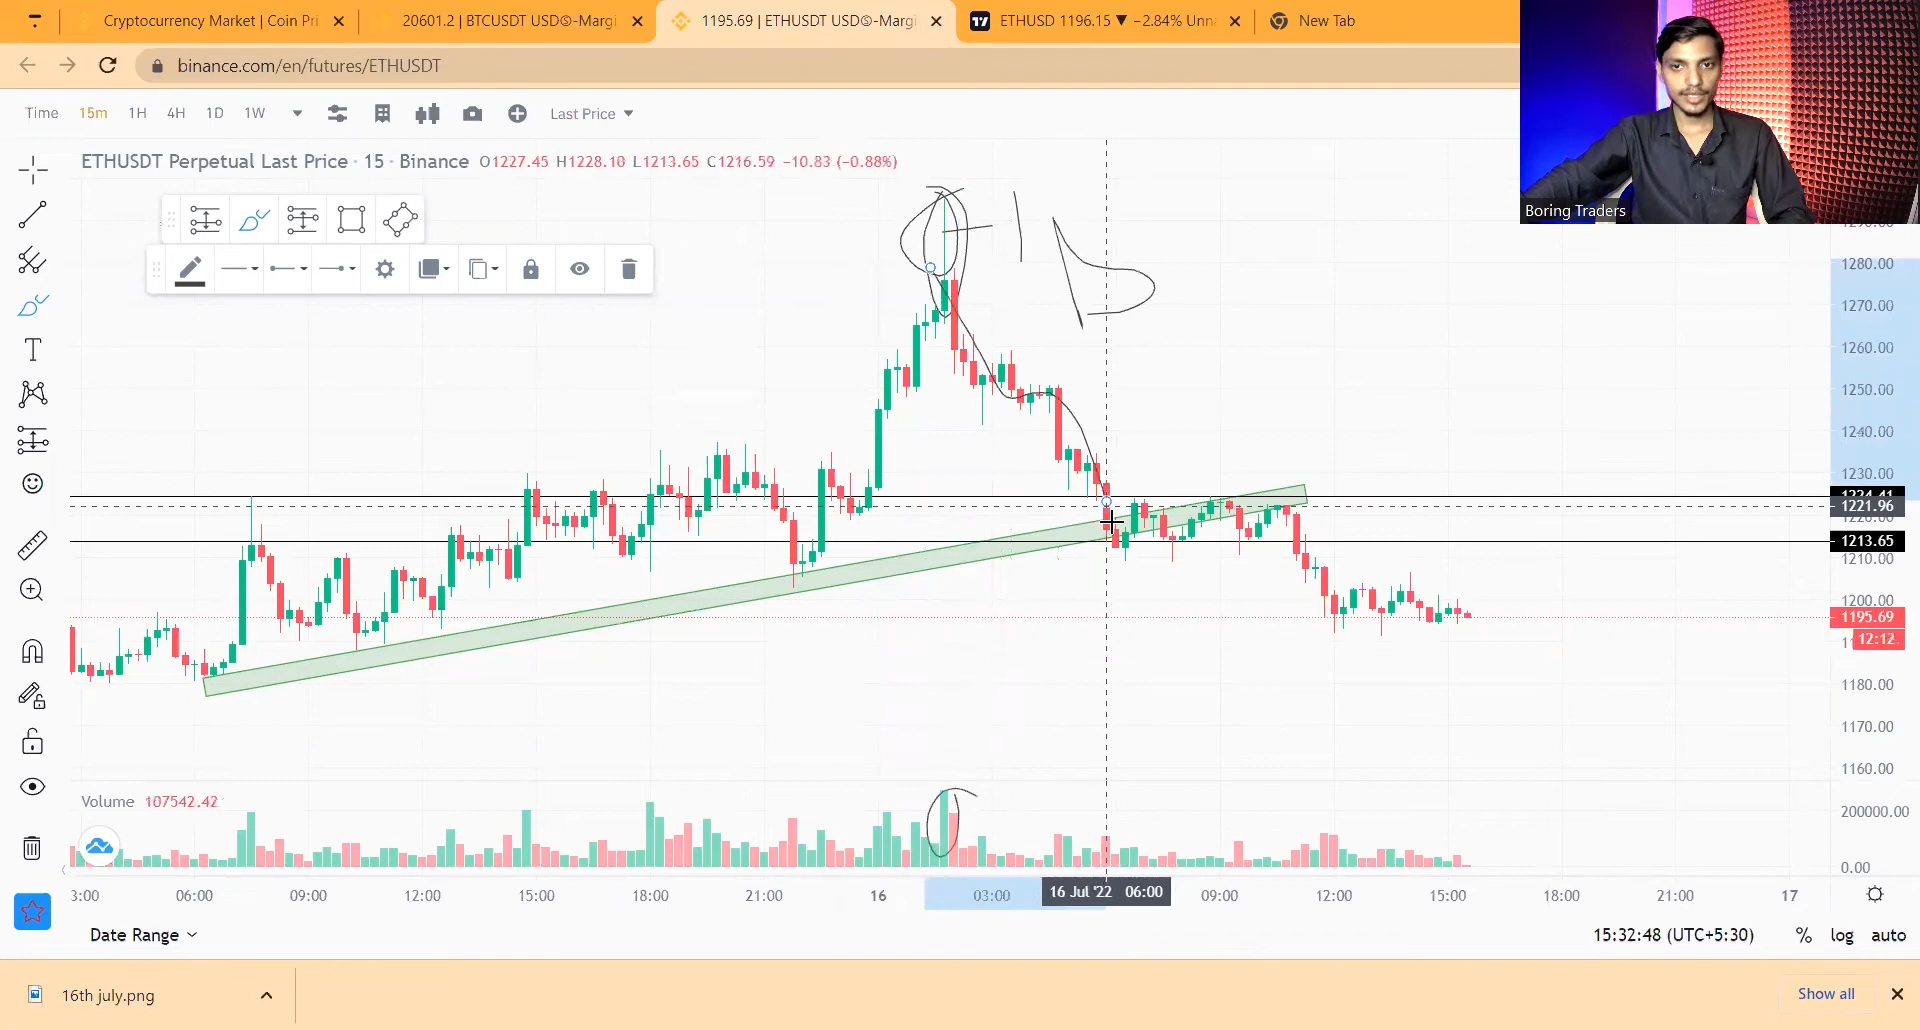 Cryptocurrency Market | Coin Pri
20601.2 | BTCUSDT USDⓈ-Margi
1195.69 | ETHUSDT USDⓈ-Margi
ETHUSD 1196.15 ▼ −2.84% Unna
New Tab
binance.com/en/futures/ETHUSDT
Time 15m 1H 4H 1D 1W Last Price
Boring Traders
ETHUSDT Perpetual Last Price · 15 · Binance O1227.45 H1228.10 L1213.65 C1216.59 −10.83 (−0.88%)
1280.00
1270.00
1260.00
1250.00
1240.00
1230.00
1224.41
1221.96
1213.65
1210.00
1200.00
1195.69
12:12
1180.00
1170.00
1160.00
Volume 107542.42
200000.00
0.00
3:00 06:00 09:00 12:00 15:00 18:00 21:00 16 03:00 16 Jul '22 06:00 09:00 12:00 15:00 18:00 21:00 17
Date Range
15:32:48 (UTC+5:30) % log auto
16th july.png
Show all